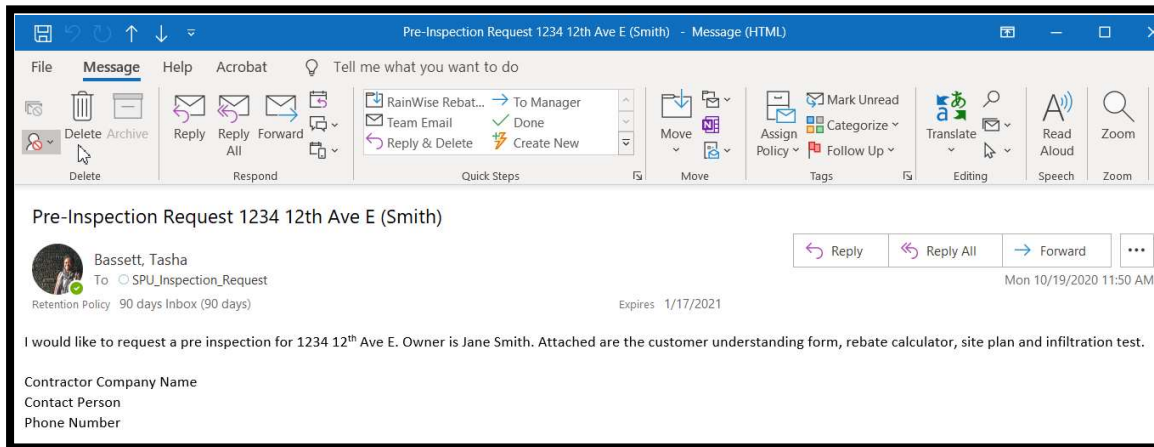 Pre-Inspection Request 1234 12th Ave E (Smith) - Message (HTML)
File Message Help Acrobat Tell me what you want to do
Delete Archive Reply Reply All Forward
RainWise Rebat... To Manager
Team Email Done
Reply & Delete Create New
Move Assign Policy Mark Unread
Categorize
Follow Up
Translate Read Aloud Zoom
Delete Respond Quick Steps Move Tags Editing Speech Zoom
Pre-Inspection Request 1234 12th Ave E (Smith)
Bassett, Tasha
To SPU_Inspection_Request
Reply Reply All Forward
Mon 10/19/2020 11:50 AM
Retention Policy 90 days Inbox (90 days) Expires 1/17/2021
I would like to request a pre inspection for 1234 12th Ave E. Owner is Jane Smith. Attached are the customer understanding form, rebate calculator, site plan and infiltration test.
Contractor Company Name
Contact Person
Phone Number